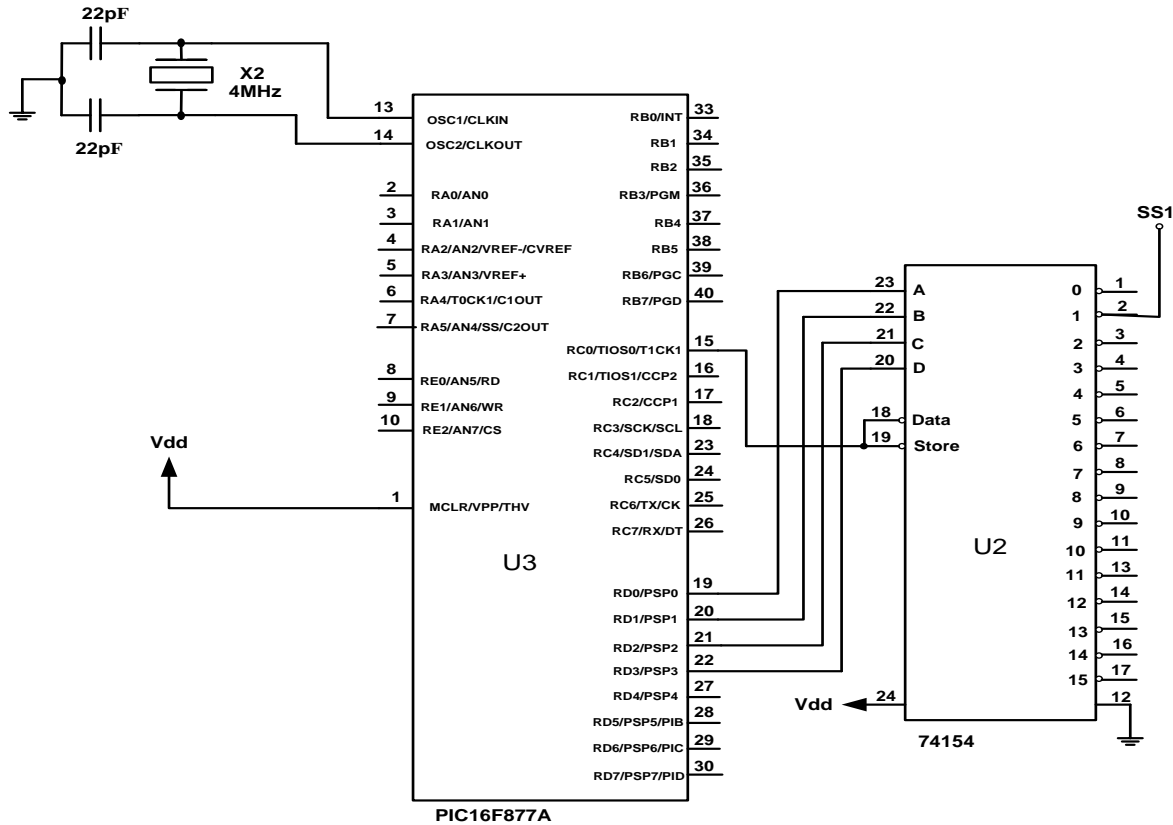 22pF
X2
4MHz
22pF
13
OSC1/CLKIN
14
OSC2/CLKOUT
2
RA0/AN0
3
RA1/AN1
4
RA2/AN2/VREF-/CVREF
5
RA3/AN3/VREF+
6
RA4/T0CK1/C1OUT
7
RA5/AN4/SS/C2OUT
8
RE0/AN5/RD
9
RE1/AN6/WR
10
RE2/AN7/CS
Vdd
1
MCLR/VPP/THV
U3
RB0/INT
33
RB1
34
RB2
35
RB3/PGM
36
RB4
37
RB5
38
RB6/PGC
39
RB7/PGD
40
RC0/TIOS0/T1CK1
15
RC1/TIOS1/CCP2
16
RC2/CCP1
17
RC3/SCK/SCL
18
RC4/SD1/SDA
23
RC5/SD0
24
RC6/TX/CK
25
RC7/RX/DT
26
RD0/PSP0
19
RD1/PSP1
20
RD2/PSP2
21
RD3/PSP3
22
RD4/PSP4
27
RD5/PSP5/PIB
28
RD6/PSP6/PIC
29
RD7/PSP7/PID
30
PIC16F877A
23
A
22
B
21
C
20
D
18
Data
19
Store
Vdd
24
U2
SS1
0
1
1
2
2
3
3
4
4
5
5
6
6
7
7
8
8
9
9
10
10
11
11
13
12
14
13
15
14
16
15
17
12
74154